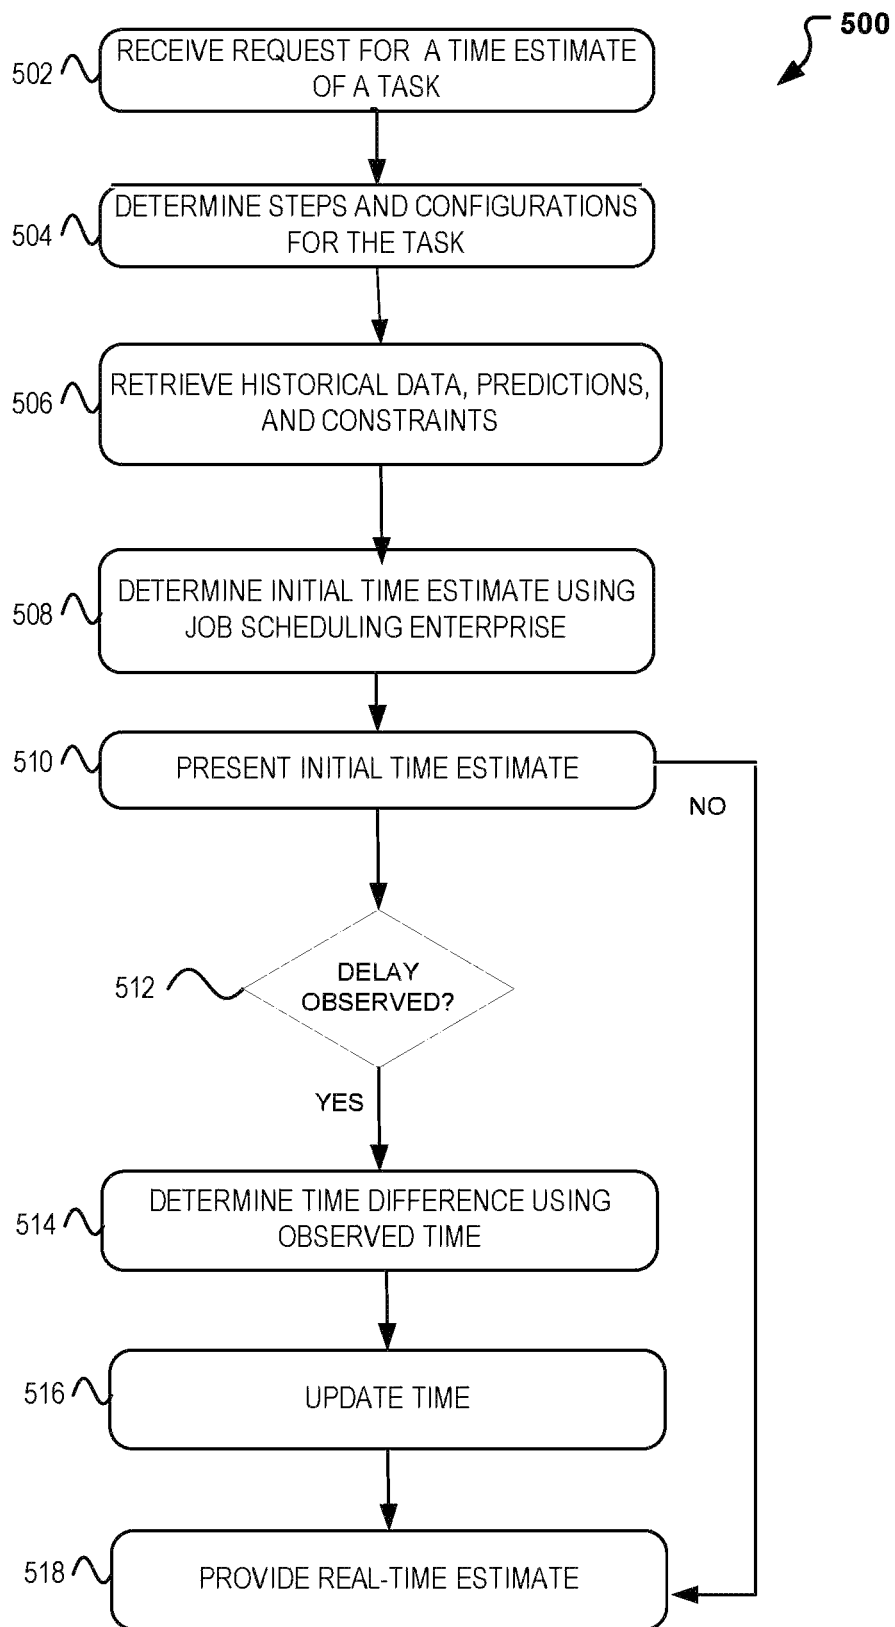 500
502
RECEIVE REQUEST FOR A TIME ESTIMATE
OF A TASK
504
DETERMINE STEPS AND CONFIGURATIONS
FOR THE TASK
506
RETRIEVE HISTORICAL DATA, PREDICTIONS,
AND CONSTRAINTS
508
DETERMINE INITIAL TIME ESTIMATE USING
JOB SCHEDULING ENTERPRISE
510
PRESENT INITIAL TIME ESTIMATE
NO
512
DELAY
OBSERVED?
YES
514
DETERMINE TIME DIFFERENCE USING
OBSERVED TIME
516
UPDATE TIME
518
PROVIDE REAL-TIME ESTIMATE